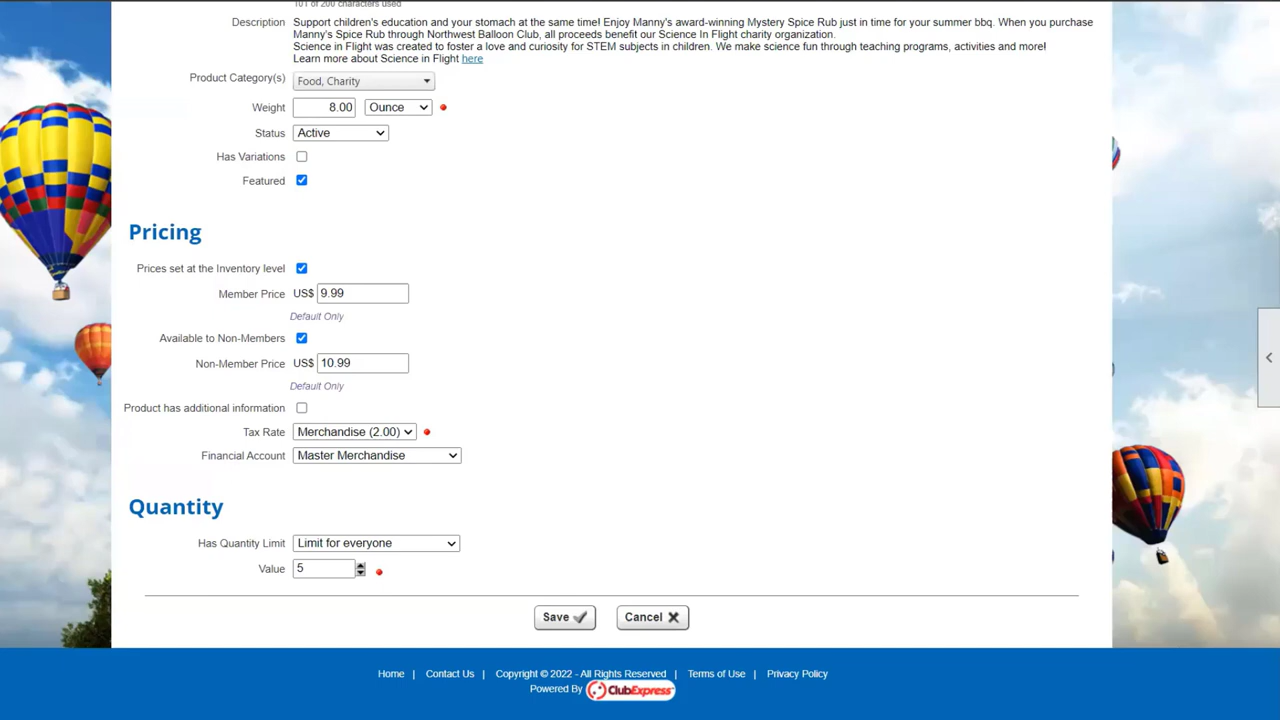 101 of 200 characters used
Description
Support children's education and your stomach at the same time! Enjoy Manny's award-winning Mystery Spice Rub just in time for your summer bbq. When you purchase
Manny's Spice Rub through Northwest Balloon Club, all proceeds benefit our Science In Flight charity organization.
Science in Flight was created to foster a love and curiosity for STEM subjects in children. We make science fun through teaching programs, activities and more!
Learn more about Science in Flight here
Product Category(s) Food, Charity
Weight 8.00 Ounce
Status Active
Has Variations
Featured
Pricing
Prices set at the Inventory level
Member Price US$ 9.99
Default Only
Available to Non-Members
Non-Member Price US$ 10.99
Default Only
Product has additional information
Tax Rate Merchandise (2.00)
Financial Account Master Merchandise
Quantity
Has Quantity Limit Limit for everyone
Value 5
Save Cancel
Home | Contact Us | Copyright © 2022 - All Rights Reserved | Terms of Use | Privacy Policy
Powered By ClubExpress